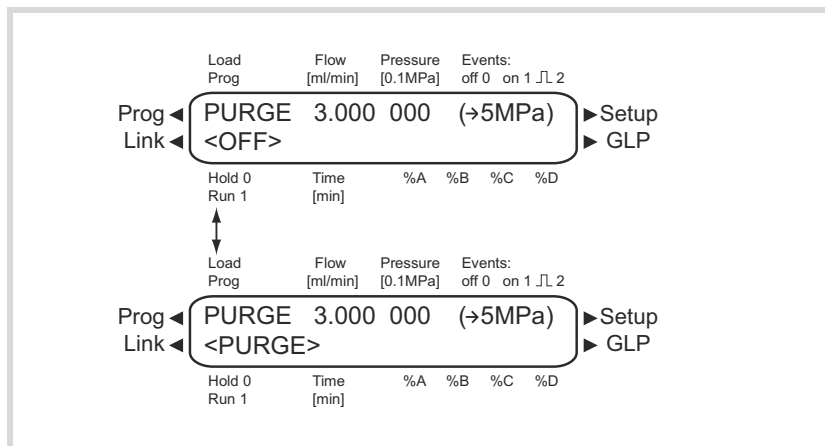 Load Flow Pressure Events:
Prog [ml/min] [0.1MPa] off 0 on 1 ⎍ 2
Prog ◄ PURGE 3.000 000 (→5MPa) ► Setup
Link ◄ <OFF> ► GLP
Hold 0 Time %A %B %C %D
Run 1 [min]
Load Flow Pressure Events:
Prog [ml/min] [0.1MPa] off 0 on 1 ⎍ 2
Prog ◄ PURGE 3.000 000 (→5MPa) ► Setup
Link ◄ <PURGE> ► GLP
Hold 0 Time %A %B %C %D
Run 1 [min]